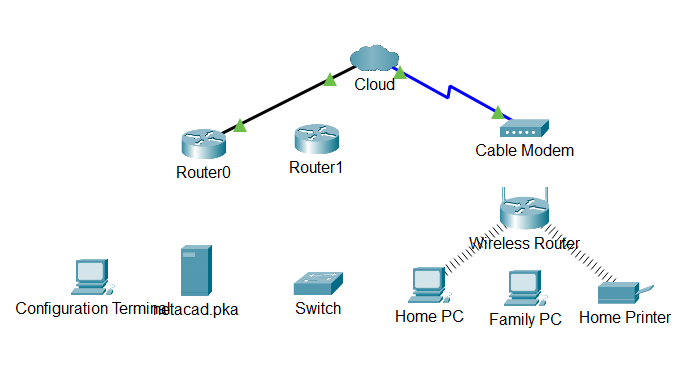 Cloud
Cable Modem
Router0
Router1
Wireless Router
Configuration Terminal
netacad.pka
Switch
Home PC
Family PC
Home Printer